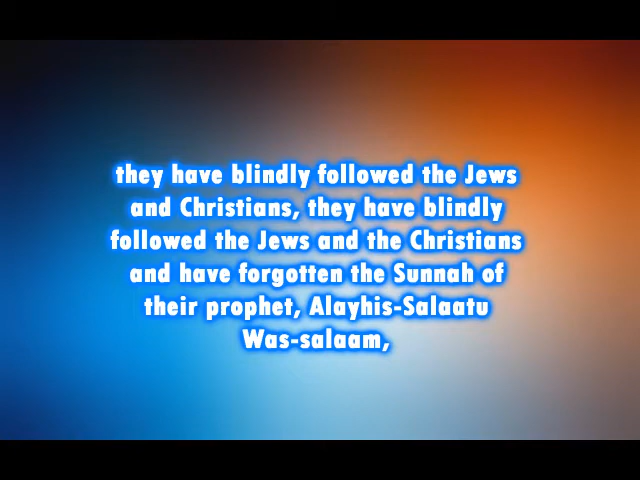 they have blindly followed the Jews
and Christians, they have blindly
followed the Jews and the Christians
and have forgotten the Sunnah of
their prophet, Alayhis-Salaatu
Was-salaam,